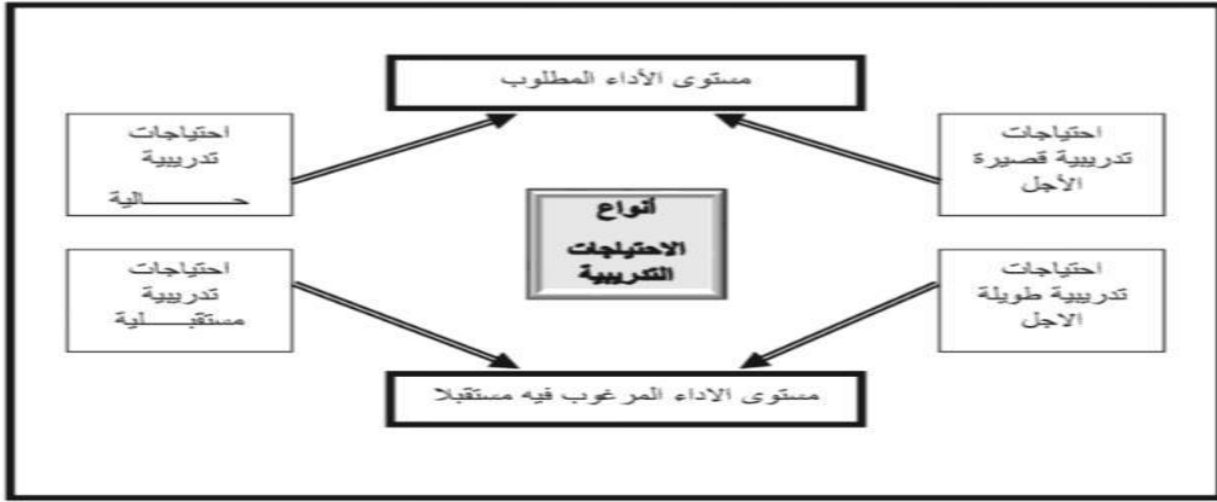 مستوى الأداء المطلوب
احتياجات
تدريبية قصيرة
الأجل
احتياجات
تدريبية
حـــــــــالية
أنواع
الاحتياجات
التدريبية
احتياجات
تدريبية طويلة
الاجل
احتياجات
تدريبية
مستقبـــــلية
مستوى الاداء المرغوب فيه مستقبلا